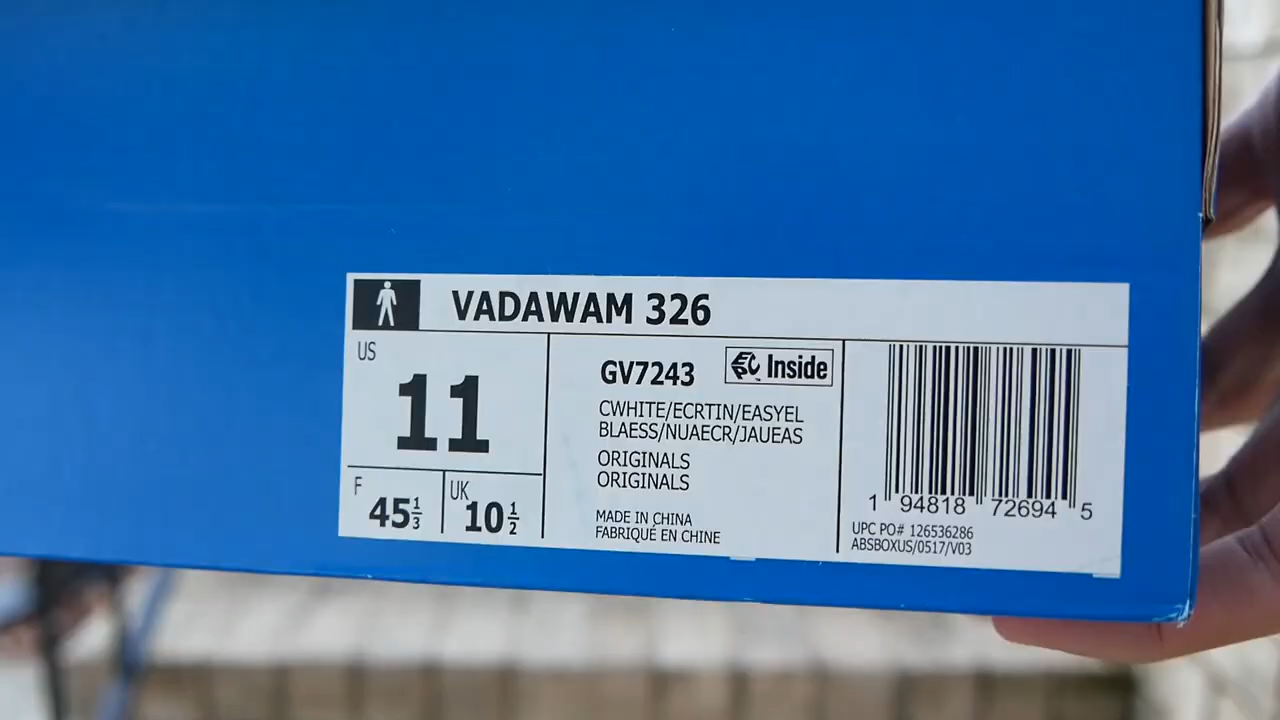 VADAWAM 326
US
11
F
45 1/3
UK
10 1/2
GV7243
EPC Inside
CWHITE/ECRTIN/EASYEL
BLAESS/NUAECR/JAUEAS
ORIGINALS
ORIGINALS
MADE IN CHINA
FABRIQUÉ EN CHINE
1 94818 72694 5
UPC PO# 126536286
ABSBOXUS/0517/V03